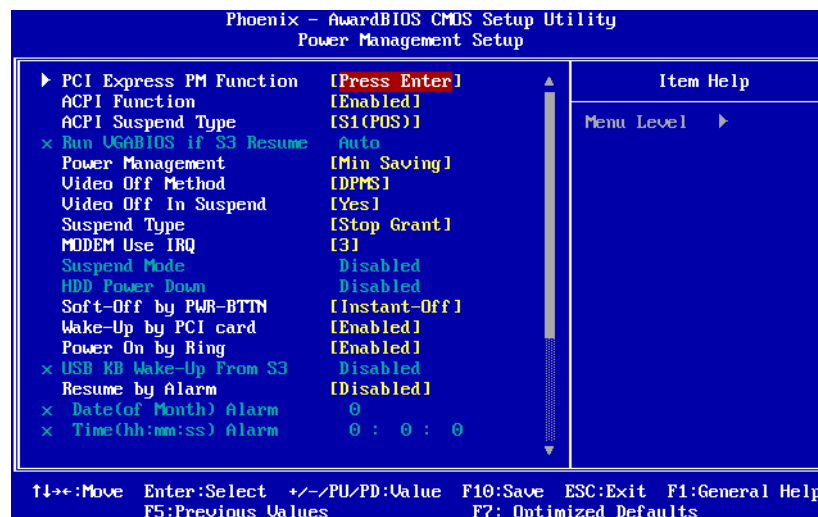 Phoenix - AwardBIOS CMOS Setup Utility
Power Management Setup
PCI Express PM Function [Press Enter]
Item Help
ACPI Function [Enabled]
ACPI Suspend Type [S1(POS)]
Menu Level
x Run VGABIOS if S3 Resume Auto
Power Management [Min Saving]
Video Off Method [DPMS]
Video Off In Suspend [Yes]
Suspend Type [Stop Grant]
MODEM Use IRQ [3]
Suspend Mode Disabled
HDD Power Down Disabled
Soft-Off by PWR-BTTN [Instant-Off]
Wake-Up by PCI card [Enabled]
Power On by Ring [Enabled]
x USB KB Wake-Up From S3 Disabled
Resume by Alarm [Disabled]
x Date(of Month) Alarm 0
x Time(hh:mm:ss) Alarm 0 : 0 : 0
↑↓→←:Move Enter:Select +/-/PU/PD:Value F10:Save ESC:Exit F1:General Help
F5:Previous Values F7: Optimized Defaults